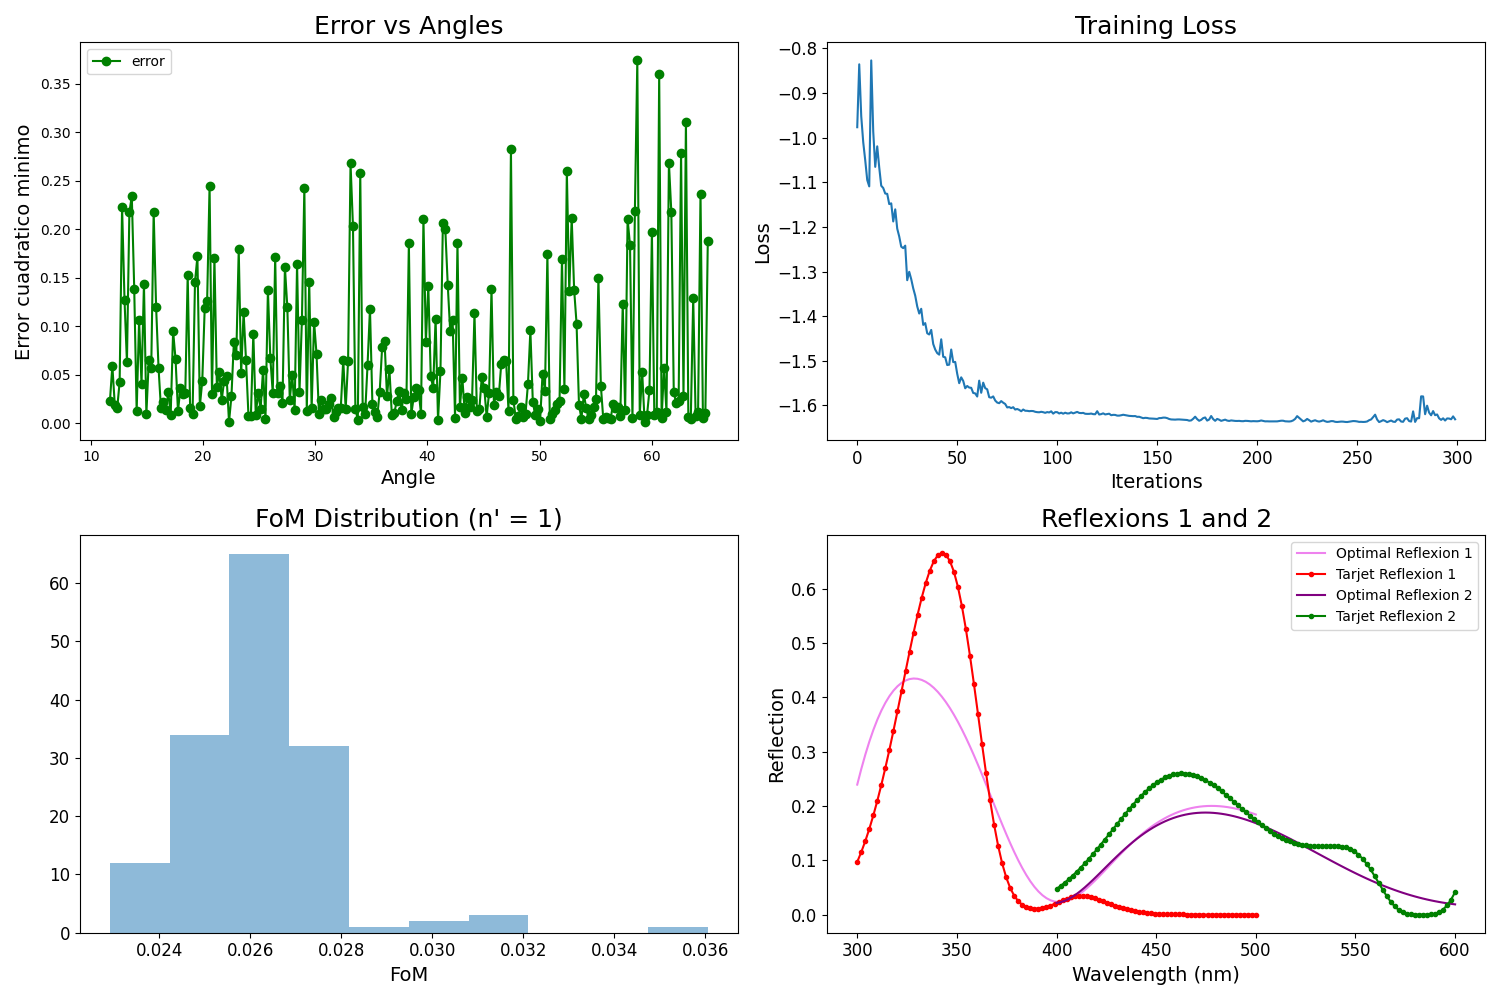 Error vs Angles
error
Error cuadratico minimo
0.35
0.30
0.25
0.20
0.15
0.10
0.05
0.00
10 20 30 40 50 60
Angle
Training Loss
Loss
−0.8
−0.9
−1.0
−1.1
−1.2
−1.3
−1.4
−1.5
−1.6
0 50 100 150 200 250 300
Iterations
FoM Distribution (n' = 1)
60
50
40
30
20
10
0
0.024 0.026 0.028 0.030 0.032 0.034 0.036
FoM
Reflexions 1 and 2
Optimal Reflexion 1
Tarjet Reflexion 1
Optimal Reflexion 2
Tarjet Reflexion 2
Reflection
0.6
0.5
0.4
0.3
0.2
0.1
0.0
300 350 400 450 500 550 600
Wavelength (nm)